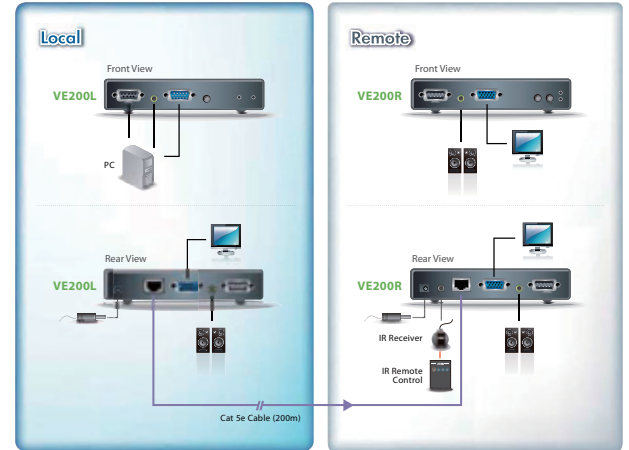 Local
Front View
VE200L
PC
Rear View
VE200L
Cat 5e Cable (200m)
Remote
Front View
VE200R
Rear View
VE200R
IR Receiver
IR Remote
Control